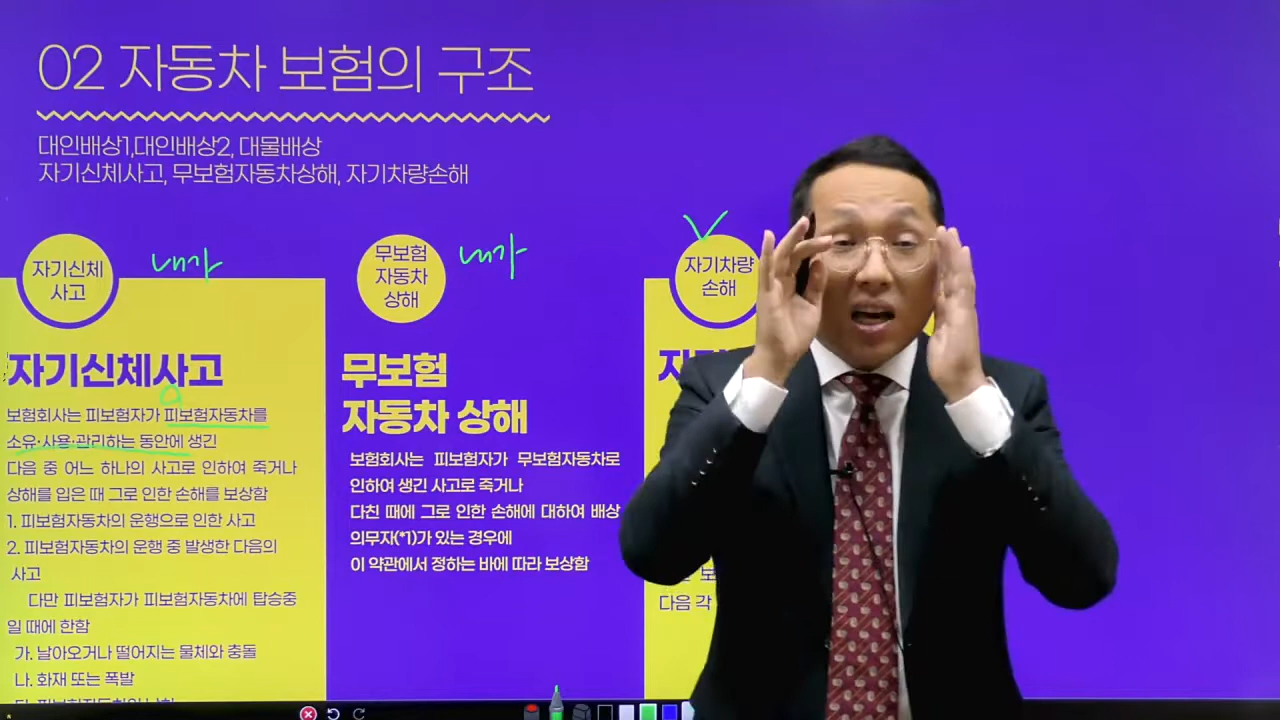 02 자동차 보험의 구조
대인배상1,대인배상2, 대물배상
자기신체사고, 무보험자동차상해, 자기차량손해
자기신체
사고
내가
자기신체사고
보험회사는 피보험자가 피보험자동차를
소유·사용·관리하는 동안에 생긴
다음 중 어느 하나의 사고로 인하여 죽거나
상해를 입은 때 그로 인한 손해를 보상함
1. 피보험자동차의 운행으로 인한 사고
2. 피보험자동차의 운행 중 발생한 다음의
사고
다만 피보험자가 피보험자동차에 탑승중
일 때에 한함
가. 날아오거나 떨어지는 물체와 충돌
나. 화재 또는 폭발
무보험
자동차
상해
내가
무보험
자동차 상해
보험회사는 피보험자가 무보험자동차로
인하여 생긴 사고로 죽거나
다친 때에 그로 인한 손해에 대하여 배상
의무자(*1)가 있는 경우에
이 약관에서 정하는 바에 따라 보상함
자기차량
손해
다음 각